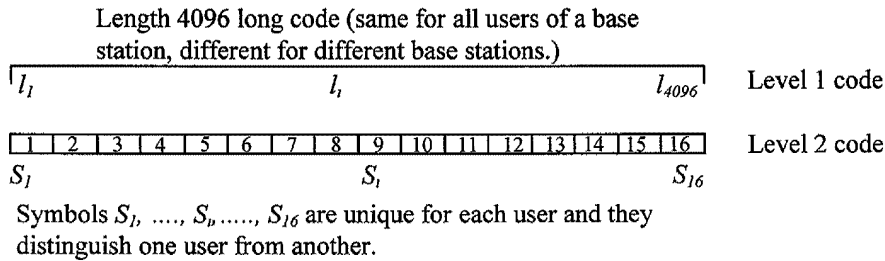 Length 4096 long code (same for all users of a base
station, different for different base stations.)
l1 li l4096 Level 1 code
1 2 3 4 5 6 7 8 9 10 11 12 13 14 15 16 Level 2 code
S1 Si S16
Symbols S1, ...., Si, ....., S16 are unique for each user and they
distinguish one user from another.